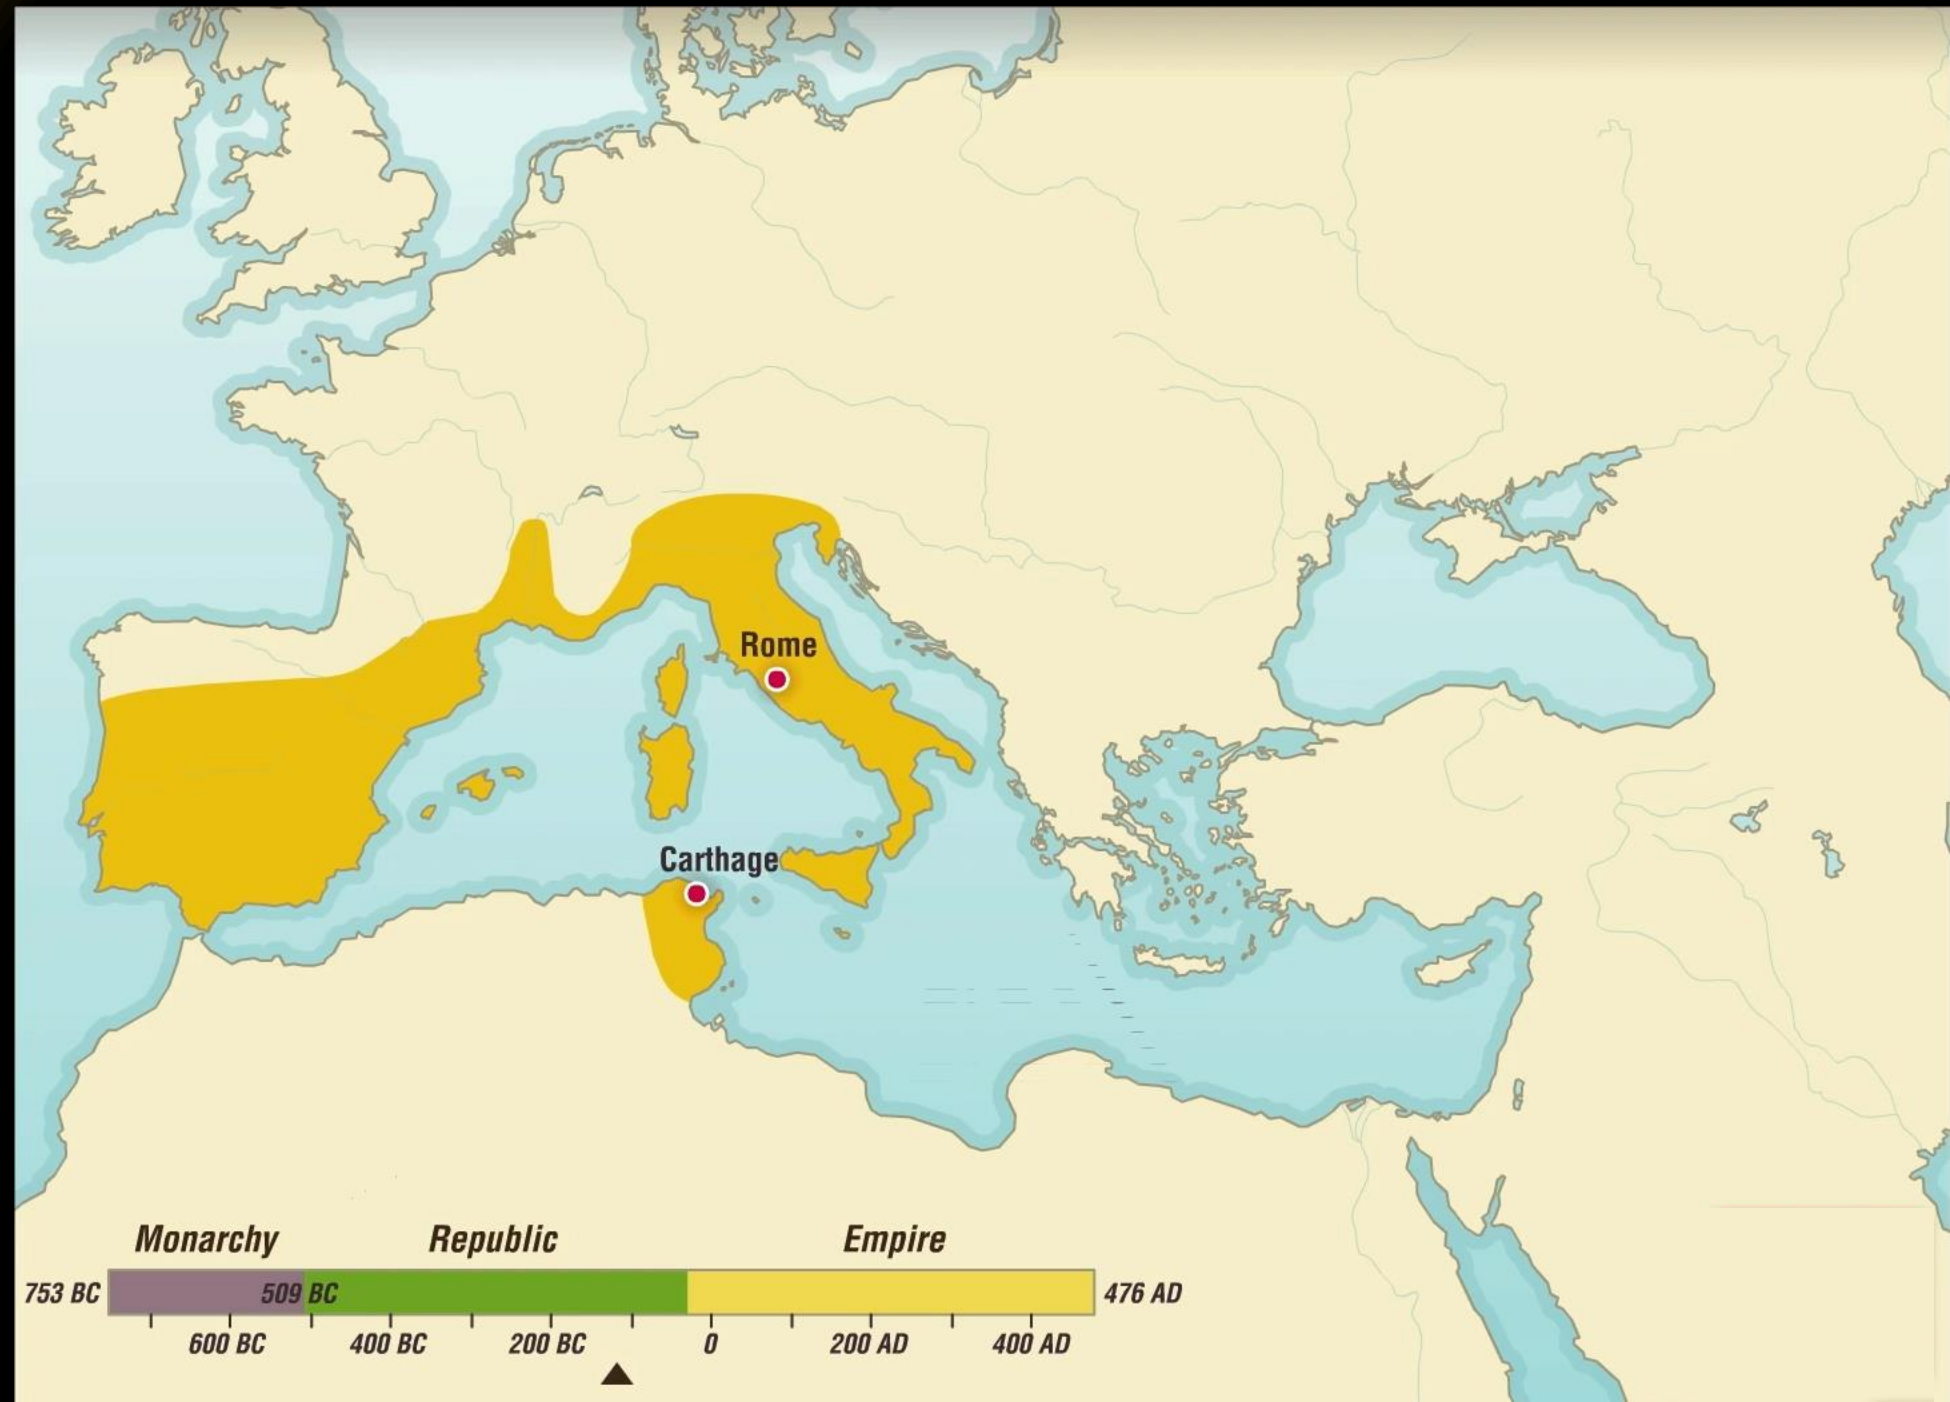 Rome
Carthage
Monarchy Republic Empire
753 BC 509 BC 476 AD
600 BC 400 BC 200 BC 0 200 AD 400 AD